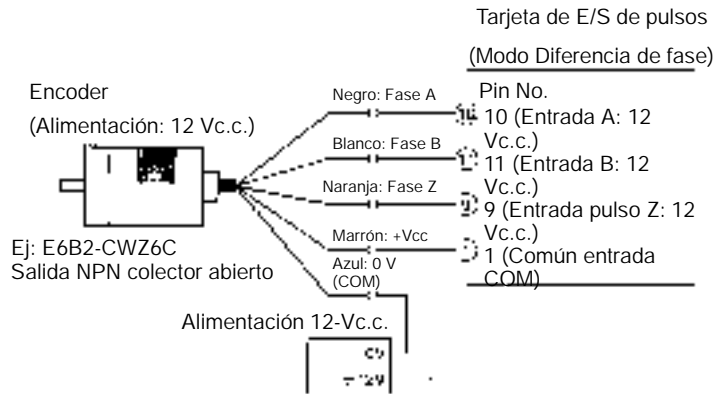 Tarjeta de E/S de pulsos
(Modo Diferencia de fase)
Encoder
(Alimentación: 12 Vc.c.)
Ej: E6B2-CWZ6C
Salida NPN colector abierto
Negro: Fase A
Blanco: Fase B
Naranja: Fase Z
Marrón: +Vcc
Azul: 0 V
(COM)
Pin No.
10 (Entrada A: 12
Vc.c.)
11 (Entrada B: 12
Vc.c.)
9 (Entrada pulso Z: 12
Vc.c.)
1 (Común entrada
COM)
Alimentación 12-Vc.c.